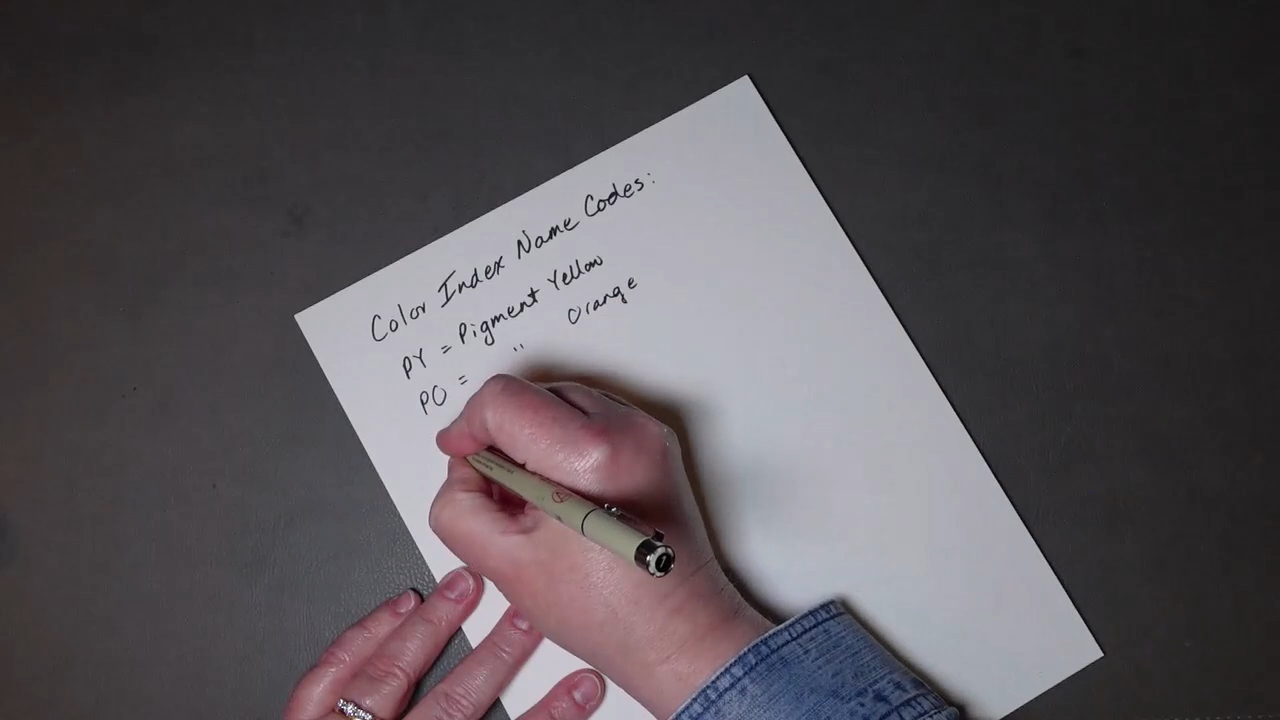 Color Index Name Codes:
PY = Pigment Yellow
PO = " Orange